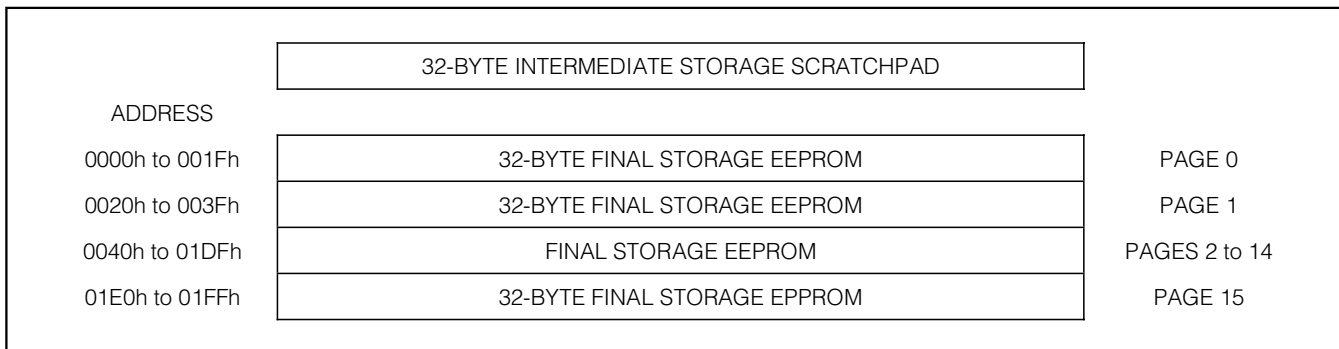 32-BYTE INTERMEDIATE STORAGE SCRATCHPAD
ADDRESS
0000h to 001Fh 32-BYTE FINAL STORAGE EEPROM PAGE 0
0020h to 003Fh 32-BYTE FINAL STORAGE EEPROM PAGE 1
0040h to 01DFh FINAL STORAGE EEPROM PAGES 2 to 14
01E0h to 01FFh 32-BYTE FINAL STORAGE EPPROM PAGE 15